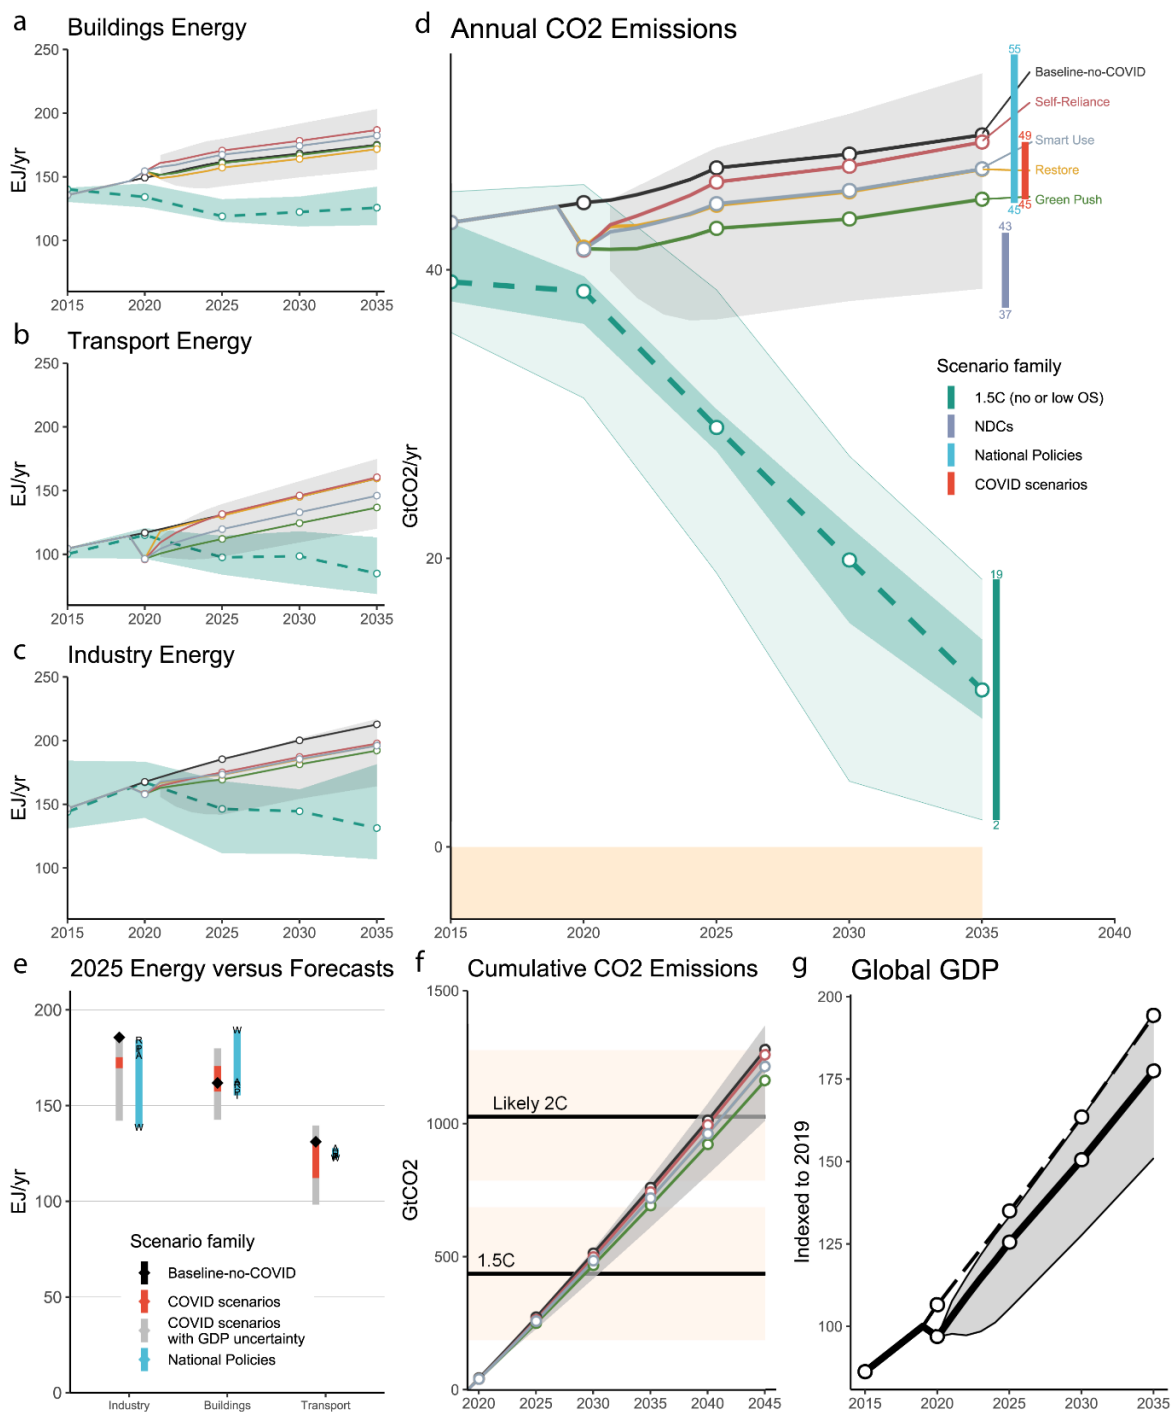 a Buildings Energy
250
200
150
100
EJ/yr
2015 2020 2025 2030 2035
b Transport Energy
250
200
150
100
EJ/yr
2015 2020 2025 2030 2035
c Industry Energy
250
200
150
100
EJ/yr
2015 2020 2025 2030 2035
d Annual CO2 Emissions
40
20
0
GtCO2/yr
2015 2020 2025 2030 2035 2040
55
Baseline-no-COVID
Self-Reliance
49
Smart Use
Restore
Green Push
45
45
43
37
19
2
Scenario family
1.5C (no or low OS)
NDCs
National Policies
COVID scenarios
e 2025 Energy versus Forecasts
200
150
100
50
0
EJ/yr
R
A
W
W
W
Scenario family
Baseline-no-COVID
COVID scenarios
COVID scenarios
with GDP uncertainty
National Policies
Industry Buildings Transport
f Cumulative CO2 Emissions
1500
1000
500
0
GtCO2
Likely 2C
1.5C
2020 2025 2030 2035 2040 2045
g Global GDP
200
175
150
125
100
Indexed to 2019
2015 2020 2025 2030 2035